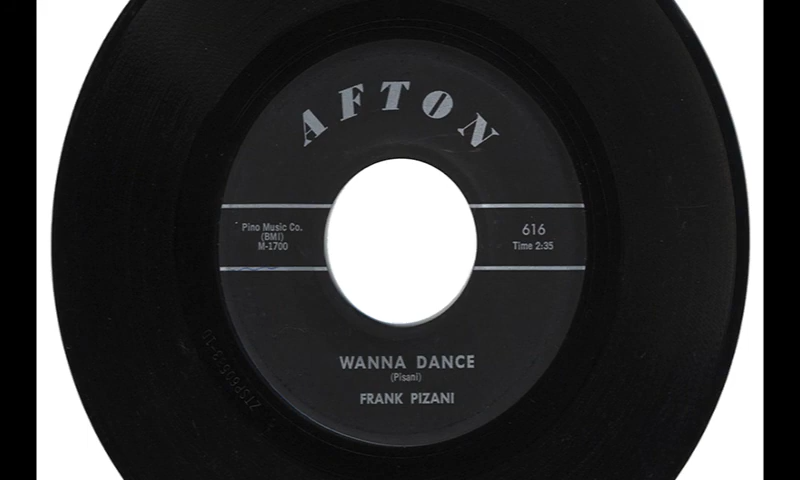 AFTON
Pino Music Co.
(BMI)
M-1700
616
Time 2:35
WANNA DANCE
(Pisani)
FRANK PIZANI